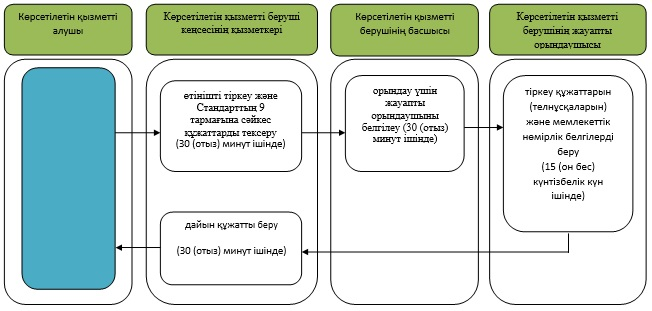 Көрсетілетін қызметті
алушы
Көрсетілетін қызметті беруші
кеңсесінің қызметкері
Көрсетілетін қызметті
берушінің басшысы
Көрсетілетін қызметті
берушінің жауапты
орындаушысы
өтінішті тіркеу және
Стандарттың 9
тармағына сәйкес
құжаттарды тексеру
(30 (отыз) минут ішінде)
орындау үшін
жауапты
орындаушыны
белгілеу (30 (отыз)
минут ішінде)
тіркеу құжаттарын
(телнұсқаларын)
және мемлекеттік
нөмірлік белгілерді
беру
(15 (он бес)
күнтізбелік күн
ішінде)
дайын құжатты беру
(30 (отыз) минут ішінде)